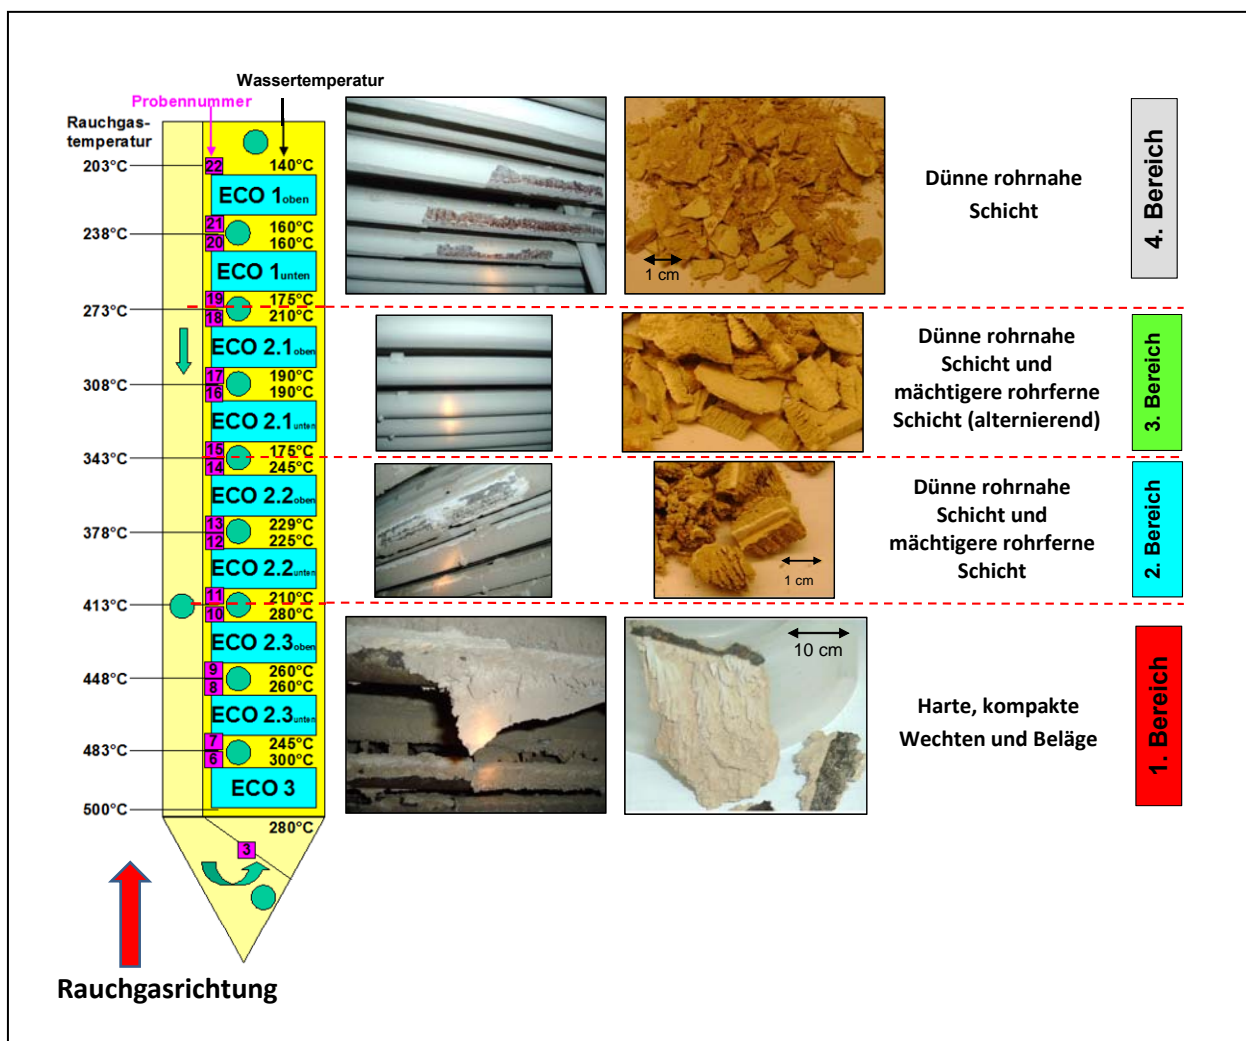 Wassertemperatur
Probennummer
Rauchgas-
temperatur
203°C
22
140°C
ECO 1oben
21
160°C
238°C
20
160°C
ECO 1unten
19
175°C
273°C
18
210°C
ECO 2.1oben
17
190°C
308°C
16
190°C
ECO 2.1unten
15
175°C
343°C
14
245°C
ECO 2.2oben
13
229°C
378°C
12
225°C
ECO 2.2unten
11
210°C
413°C
10
280°C
ECO 2.3oben
9
260°C
448°C
8
260°C
ECO 2.3unten
7
245°C
483°C
6
300°C
ECO 3
500°C
280°C
3
Rauchgasrichtung
1 cm
Dünne rohrnahe
Schicht
4. Bereich
Dünne rohrnahe
Schicht und
mächtigere rohrferne
Schicht (alternierend)
3. Bereich
1 cm
Dünne rohrnahe
Schicht und
mächtigere rohrferne
Schicht
2. Bereich
10 cm
Harte, kompakte
Wechten und Beläge
1. Bereich